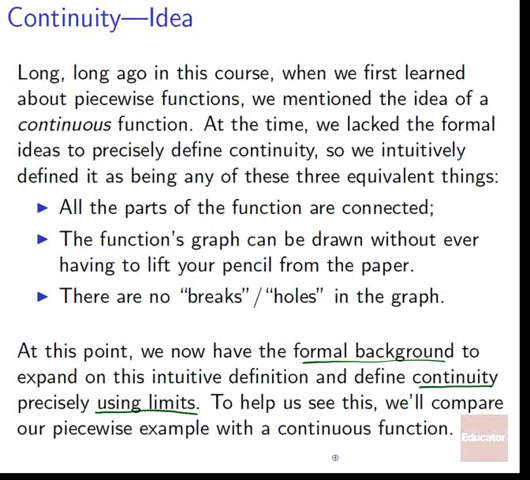 Continuity—Idea
Long, long ago in this course, when we first learned
about piecewise functions, we mentioned the idea of a
continuous function. At the time, we lacked the formal
ideas to precisely define continuity, so we intuitively
defined it as being any of these three equivalent things:
► All the parts of the function are connected;
► The function's graph can be drawn without ever
having to lift your pencil from the paper.
► There are no “breaks”/“holes” in the graph.
At this point, we now have the formal background to
expand on this intuitive definition and define continuity
precisely using limits. To help us see this, we'll compare
our piecewise example with a continuous function.
Educator